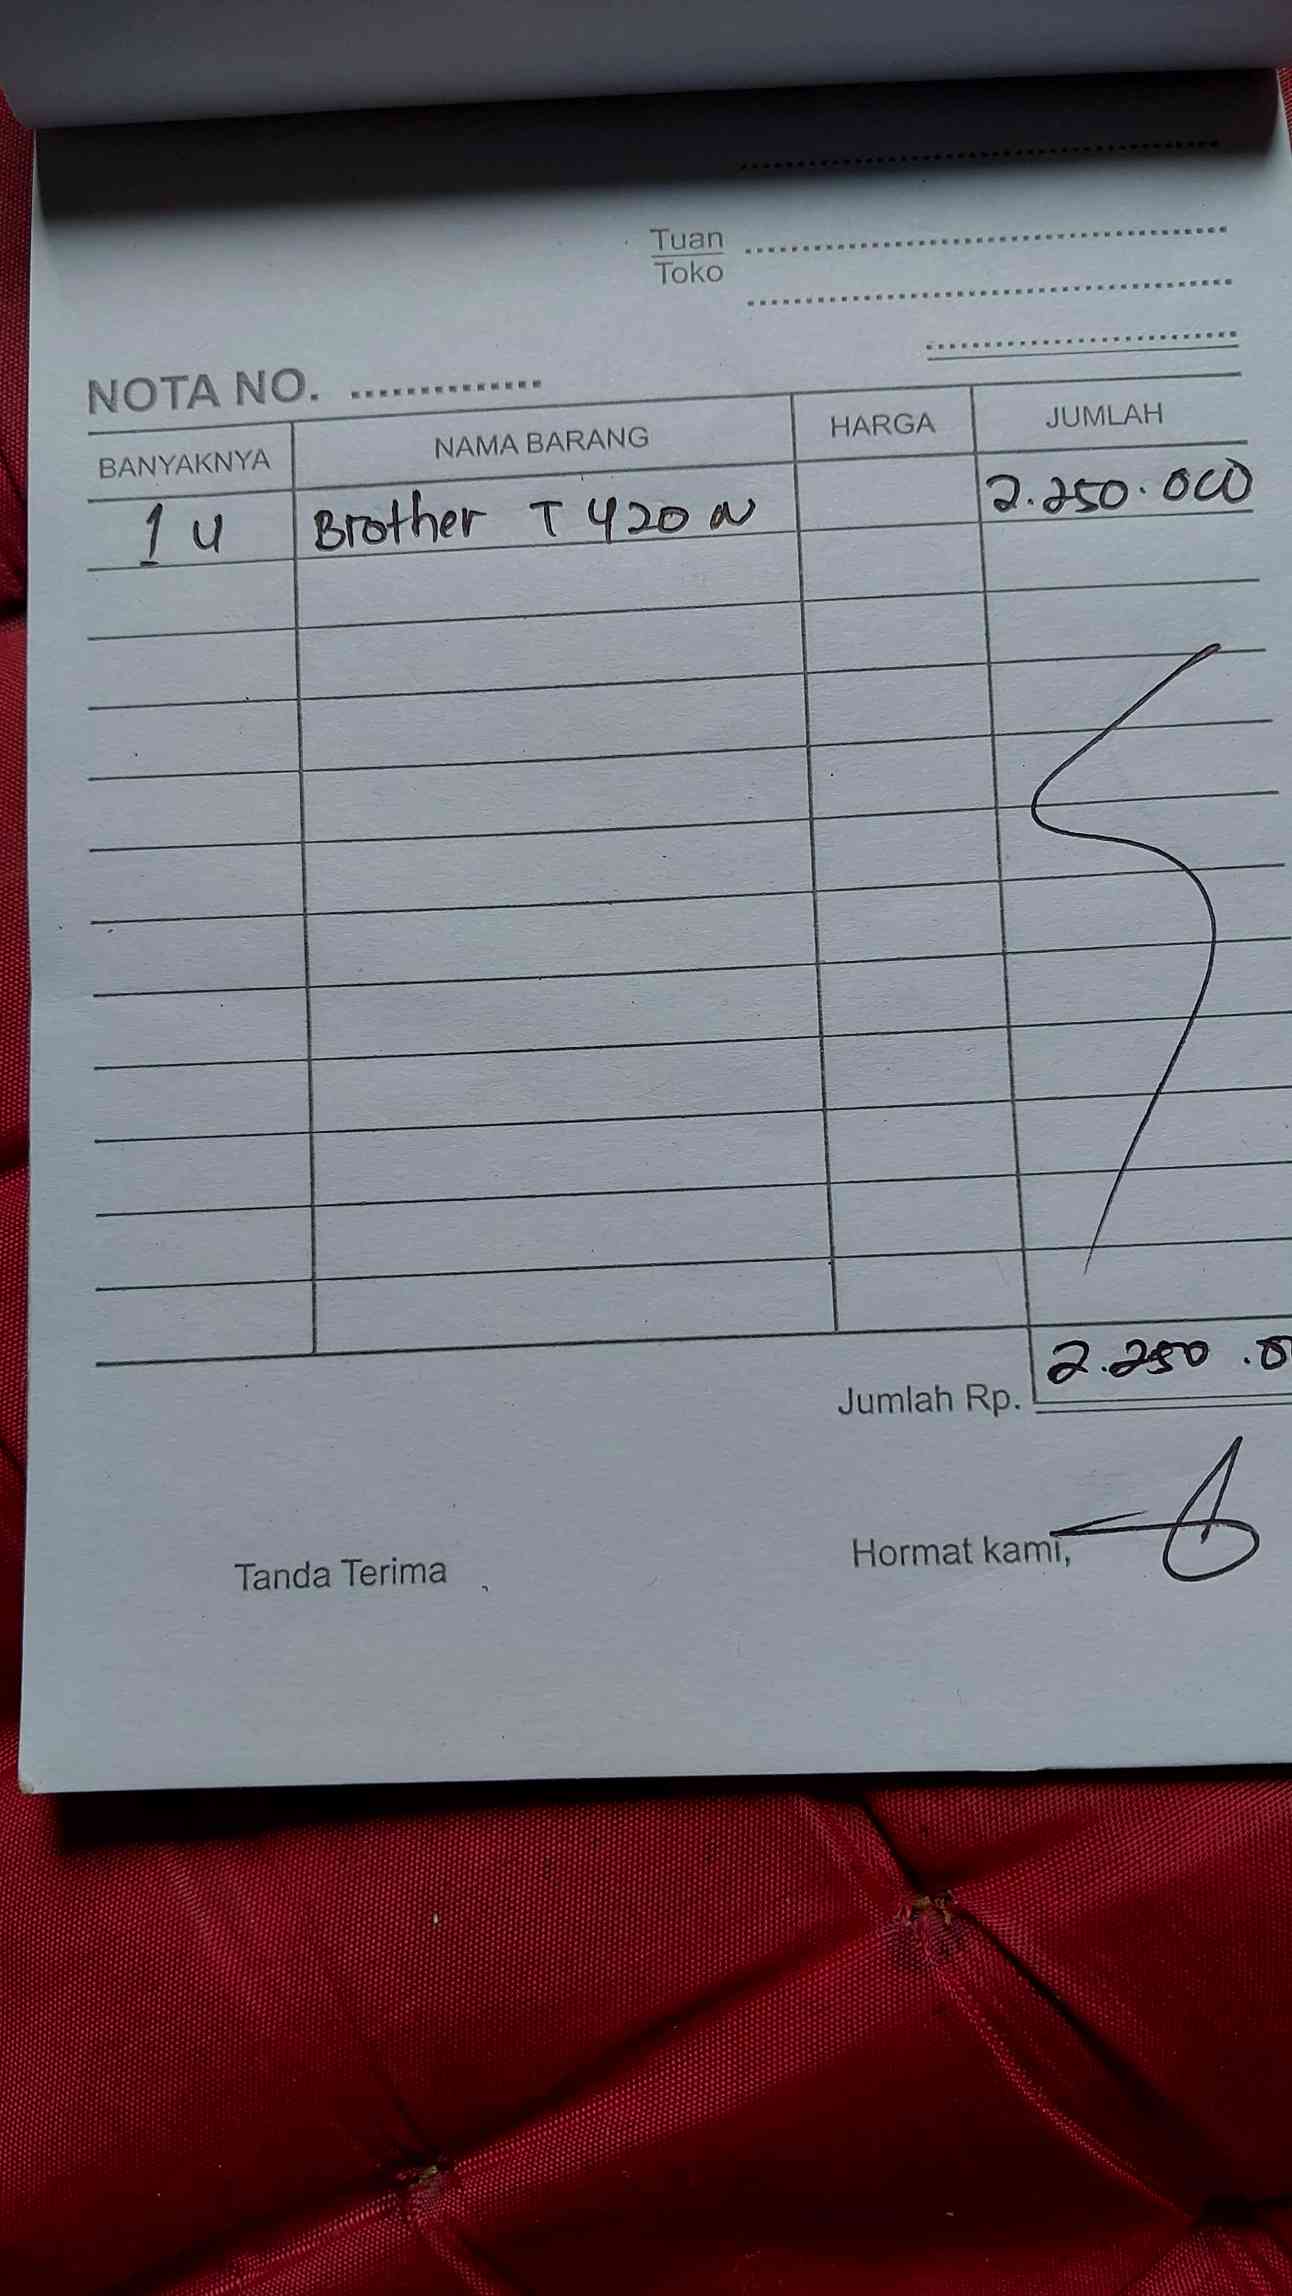 Tuan
Toko
NOTA NO.
BANYAKNYA NAMA BARANG HARGA JUMLAH
1 u Brother T 420 w 2.250.000
Jumlah Rp. 2.250.0
Tanda Terima Hormat kami,